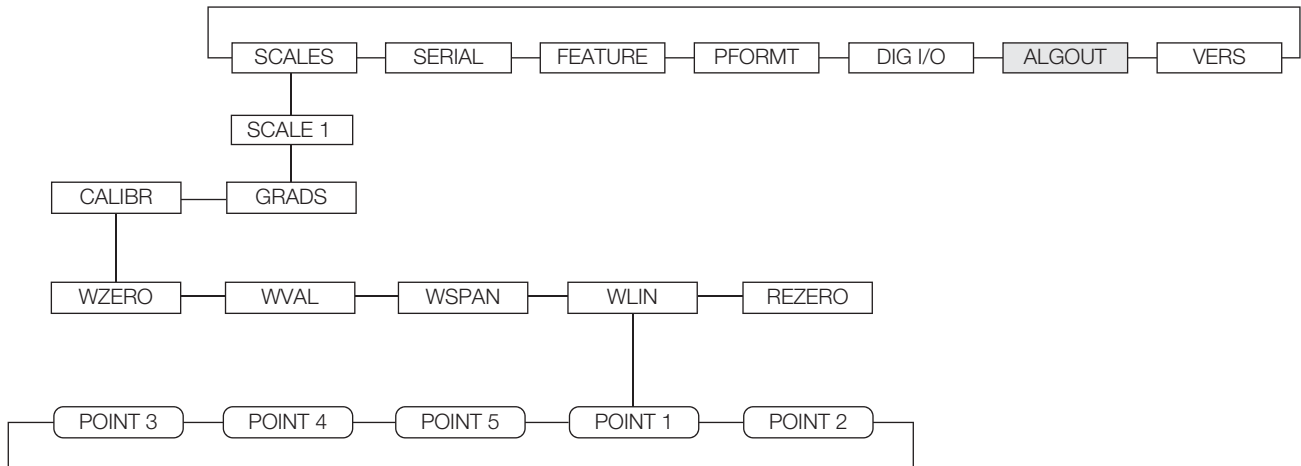 SCALES SERIAL FEATURE PFORMT DIG I/O ALGOUT VERS
SCALE 1
CALIBR GRADS
WZERO WVAL WSPAN WLIN REZERO
POINT 3 POINT 4 POINT 5 POINT 1 POINT 2